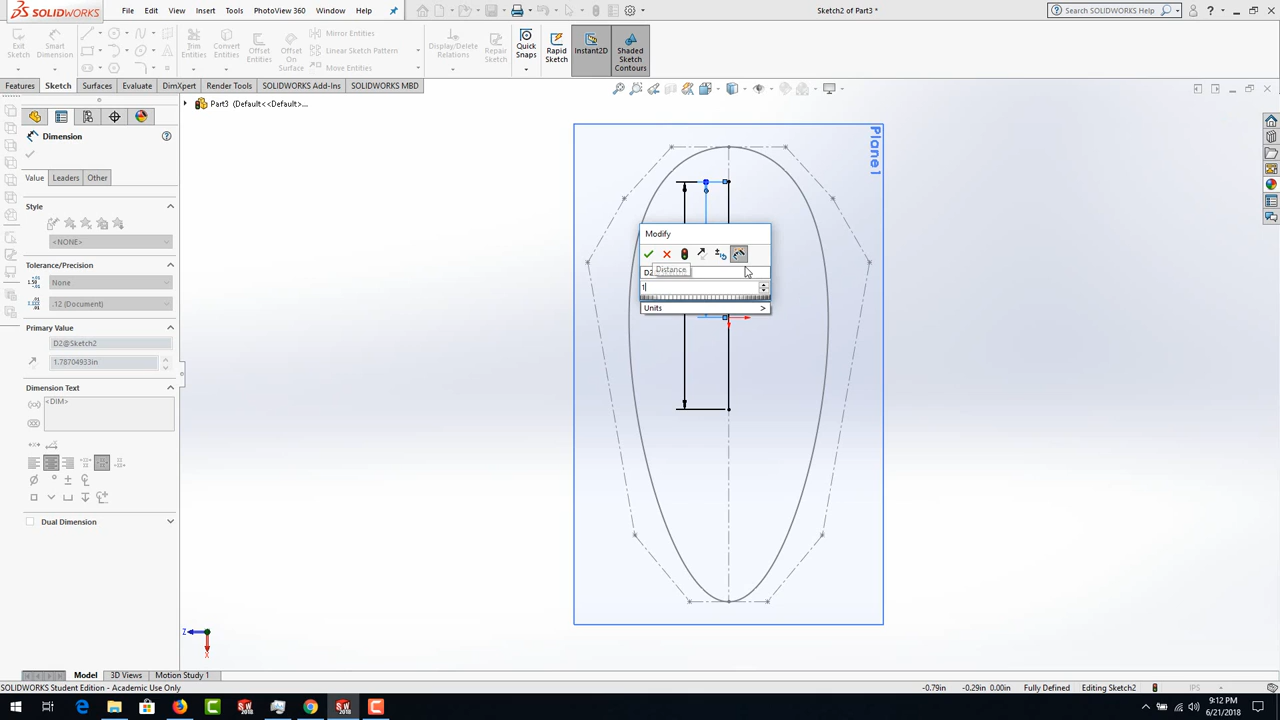 SOLIDWORKS
File
Edit
View
Insert
Tools
PhotoView 360
Window
Help
Sketch2 of Part3 *
Search SOLIDWORKS Help
Exit
Sketch
Smart
Dimension
Trim
Entities
Convert
Entities
Offset
Entities
Offset
On
Surface
Mirror Entities
Linear Sketch Pattern
Move Entities
Display/Delete
Relations
Repair
Sketch
Quick
Snaps
Rapid
Sketch
Instant2D
Shaded
Sketch
Contours
Features
Sketch
Surfaces
Evaluate
DimXpert
Render Tools
SOLIDWORKS Add-Ins
SOLIDWORKS MBD
Part3 (Default<<Default>...
Dimension
Value
Leaders
Other
Style
<NONE>
Tolerance/Precision
None
.12 (Document)
Primary Value
D2@Sketch2
1.78704933in
Dimension Text
<DIM>
Dual Dimension
Plane1
Modify
D2
Distance
1
Units
Z
Model
3D Views
Motion Study 1
SOLIDWORKS Student Edition - Academic Use Only
-0.79in
-0.29in
0.00in
Fully Defined
Editing Sketch2
IPS
9:12 PM
6/21/2018